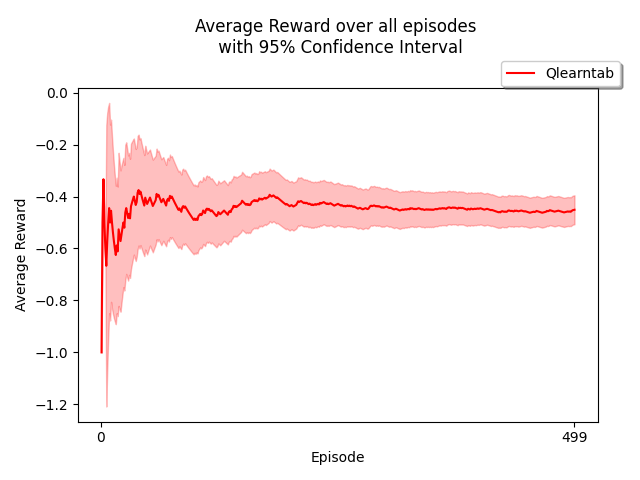 Average Reward over all episodes
with 95% Confidence Interval
Qlearntab
0.0
−0.2
−0.4
−0.6
−0.8
−1.0
−1.2
Average Reward
0
499
Episode